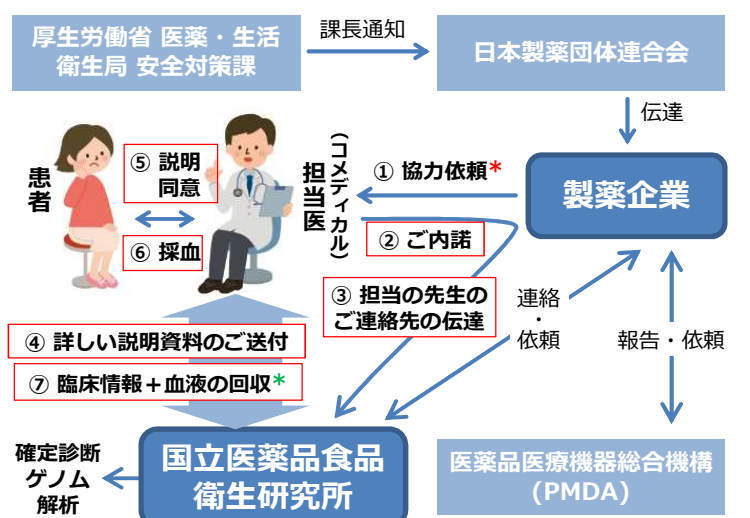 厚生労働省 医薬・生活
衛生局 安全対策課
課長通知
日本製薬団体連合会
伝達
患者
⑤ 説明
同意
⑥ 採血
担当医
（コメディカル）
① 協力依頼*
製薬企業
② ご内諾
③ 担当の先生の
ご連絡先の伝達
連絡
・
依頼
報告・依頼
④ 詳しい説明資料のご送付
⑦ 臨床情報＋血液の回収*
確定診断
ゲノム
解析
国立医薬品食品
衛生研究所
医薬品医療機器総合機構
(PMDA)